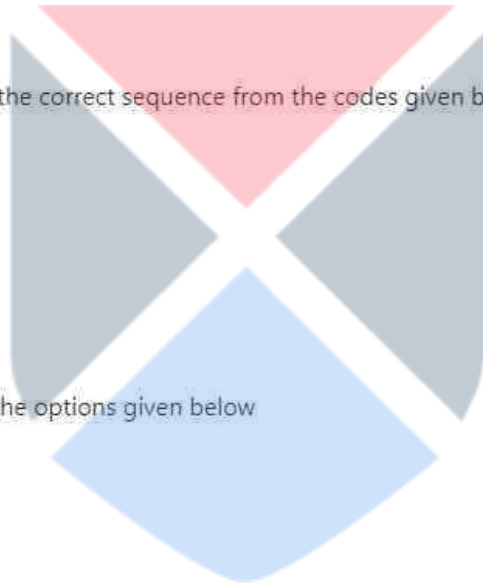 the correct sequence from the codes given b
he options given below